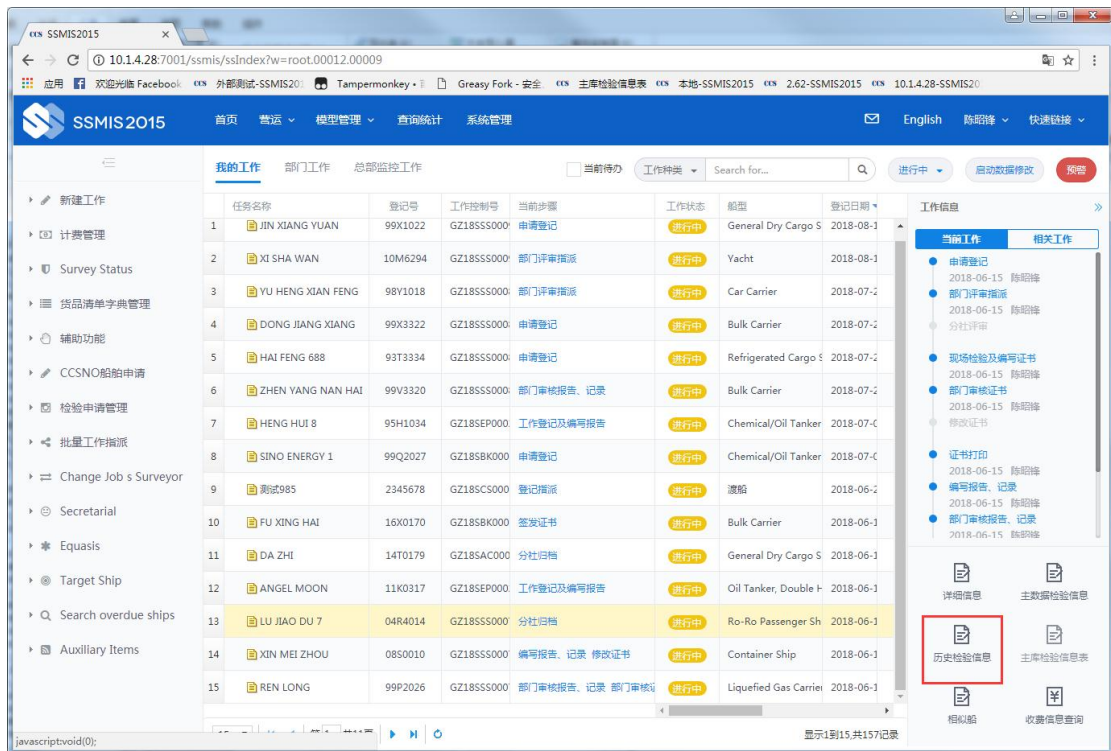 SSMIS2015
10.1.4.28:7001/ssmis/ssIndex?w=root.00012.00009
应用 欢迎光临 Facebook 外部测试-SSMIS201 Tampermonkey • Greasy Fork - 安全 主库检验信息表 本地-SSMIS2015 2.62-SSMIS2015 10.1.4.28-SSMIS20
SSMIS2015 首页 营运 模型管理 查询统计 系统管理 English 陈昭锋 快速链接
我的工作 部门工作 总部监控工作 当前待办 工作种类 Search for... 进行中 启动数据修改 预警
新建工作
计费管理
Survey Status
货品清单字典管理
辅助功能
CCSNO船舶申请
检验申请管理
批量工作指派
Change Job s Surveyor
Secretarial
Equasis
Target Ship
Search overdue ships
Auxiliary Items
任务名称 登记号 工作控制号 当前步骤 工作状态 船型 登记日期
1 JIN XIANG YUAN 99X1022 GZ18SSS000 申请登记 进行中 General Dry Cargo S 2018-08-1
2 XI SHA WAN 10M6294 GZ18SSS000 部门评审指派 进行中 Yacht 2018-08-1
3 YU HENG XIAN FENG 98Y1018 GZ18SSS000 部门评审指派 进行中 Car Carrier 2018-07-2
4 DONG JIANG XIANG 99X3322 GZ18SSS000 申请登记 进行中 Bulk Carrier 2018-07-2
5 HAI FENG 688 93T3334 GZ18SSS000 申请登记 进行中 Refrigerated Cargo S 2018-07-2
6 ZHEN YANG NAN HAI 99V3320 GZ18SSS000 部门审核报告、记录 进行中 Bulk Carrier 2018-07-2
7 HENG HUI 8 95H1034 GZ18SEP000 工作登记及编写报告 进行中 Chemical/Oil Tanker 2018-07-0
8 SINO ENERGY 1 99Q2027 GZ18SBK000 申请登记 进行中 Chemical/Oil Tanker 2018-07-0
9 测试985 2345678 GZ18SCS000 登记指派 进行中 渡船 2018-06-2
10 FU XING HAI 16X0170 GZ18SBK000 签发证书 进行中 Bulk Carrier 2018-06-1
11 DA ZHI 14T0179 GZ18SAC000 分社归档 进行中 General Dry Cargo S 2018-06-1
12 ANGEL MOON 11K0317 GZ18SEP000 工作登记及编写报告 进行中 Oil Tanker, Double H 2018-06-1
13 LU JIAO DU 7 04R4014 GZ18SSS000 分社归档 进行中 Ro-Ro Passenger Sh 2018-06-1
14 XIN MEI ZHOU 08S0010 GZ18SSS000 编写报告、记录 修改证书 进行中 Container Ship 2018-06-1
15 REN LONG 99P2026 GZ18SSS000 部门审核报告、记录 部门审核证 进行中 Liquefied Gas Carrier 2018-06-1
显示1到15,共157记录
工作信息
当前工作 相关工作
申请登记
2018-06-15 陈昭锋
部门评审指派
2018-06-15 陈昭锋
分社评审
现场检验及编写证书
2018-06-15 陈昭锋
部门审核证书
2018-06-15 陈昭锋
修改证书
证书打印
2018-06-15 陈昭锋
编写报告、记录
2018-06-15 陈昭锋
部门审核报告、记录
2018-06-15 陈昭锋
详细信息 主数据检验信息
历史检验信息 主库检验信息表
相似船 收费信息查询
javascript:void(0);